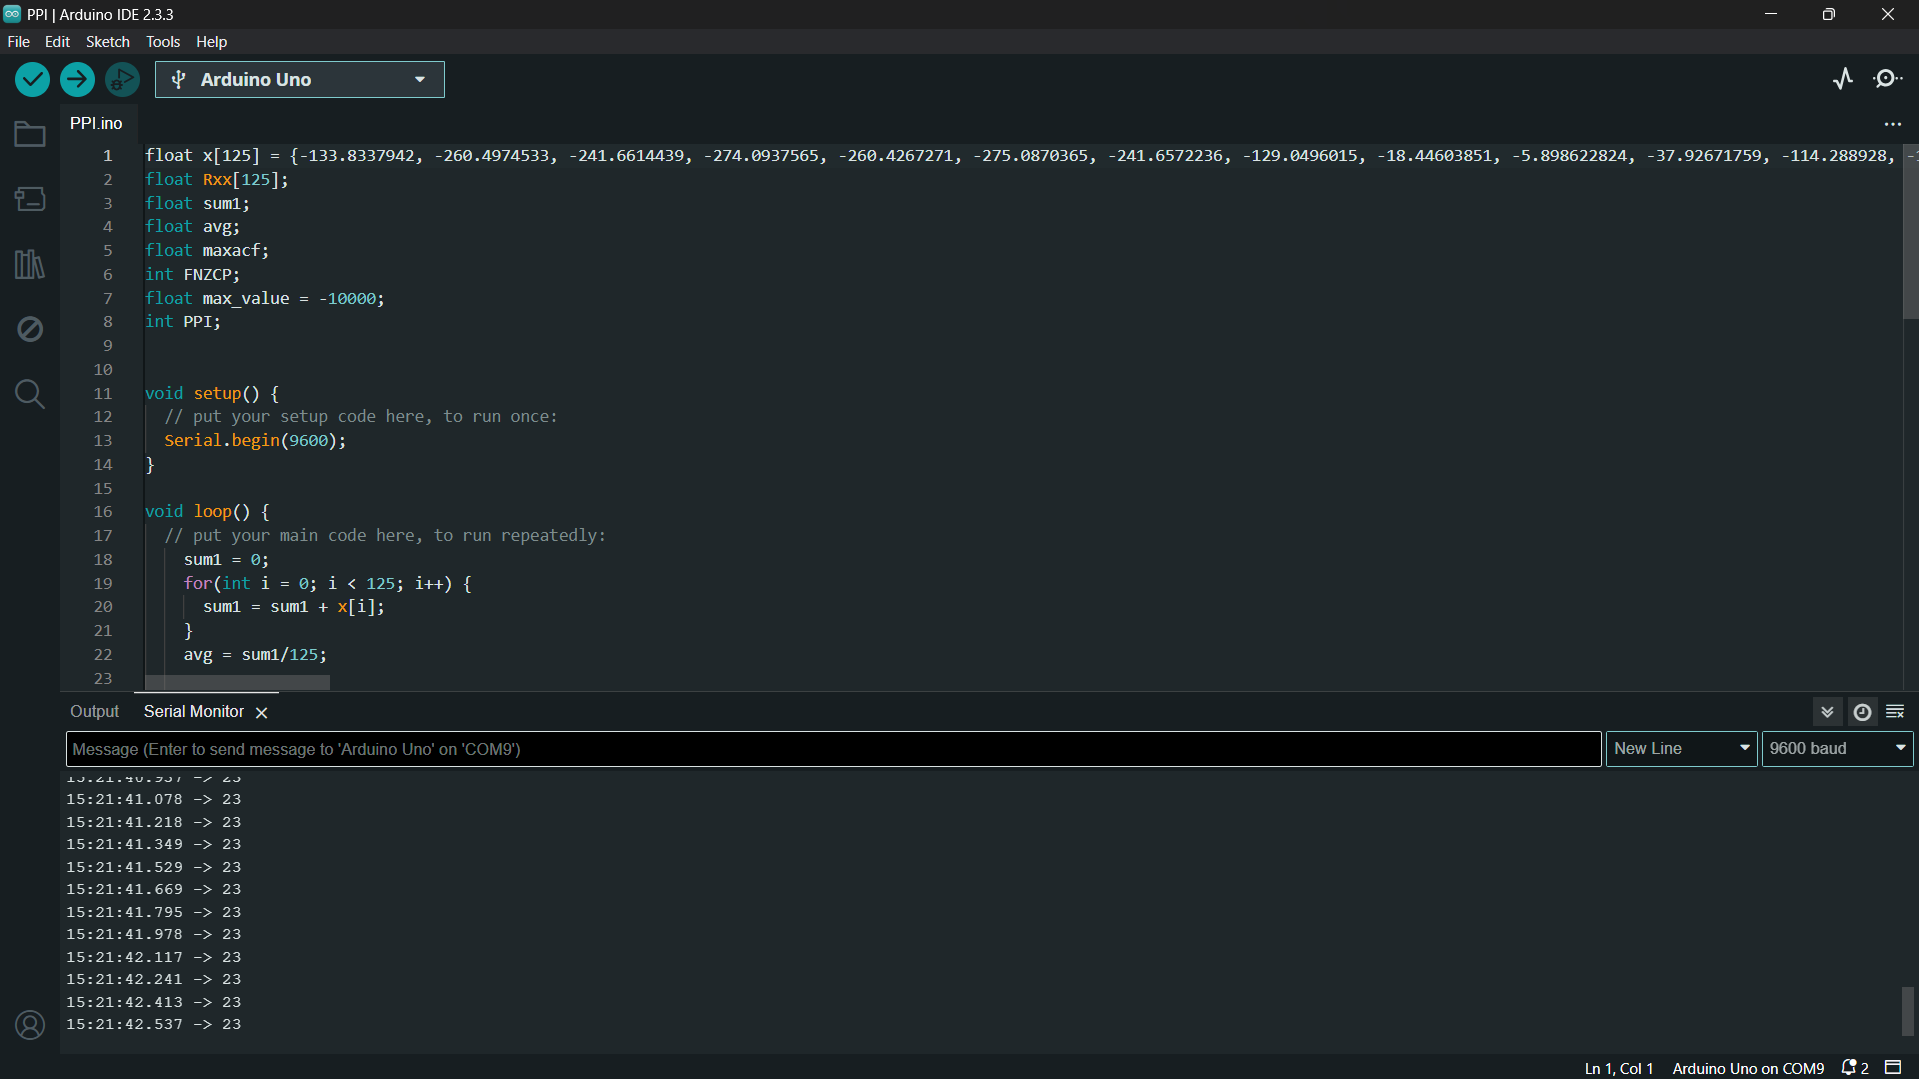 PPI | Arduino IDE 2.3.3
File Edit Sketch Tools Help
Arduino Uno
PPI.ino
1 float x[125] = {-133.8337942, -260.4974533, -241.6614439, -274.0937565, -260.4267271, -275.0870365, -241.6572236, -129.0496015, -18.44603851, -5.898622824, -37.92671759, -114.288928,
2 float Rxx[125];
3 float sum1;
4 float avg;
5 float maxacf;
6 int FNZCP;
7 float max_value = -10000;
8 int PPI;
9
10
11 void setup() {
12 // put your setup code here, to run once:
13 Serial.begin(9600);
14 }
15
16 void loop() {
17 // put your main code here, to run repeatedly:
18 sum1 = 0;
19 for(int i = 0; i < 125; i++) {
20 sum1 = sum1 + x[i];
21 }
22 avg = sum1/125;
23
Output Serial Monitor
Message (Enter to send message to 'Arduino Uno' on 'COM9') New Line 9600 baud
15:21:40.937 -> 23
15:21:41.078 -> 23
15:21:41.218 -> 23
15:21:41.349 -> 23
15:21:41.529 -> 23
15:21:41.669 -> 23
15:21:41.795 -> 23
15:21:41.978 -> 23
15:21:42.117 -> 23
15:21:42.241 -> 23
15:21:42.413 -> 23
15:21:42.537 -> 23
Ln 1, Col 1 Arduino Uno on COM9 2